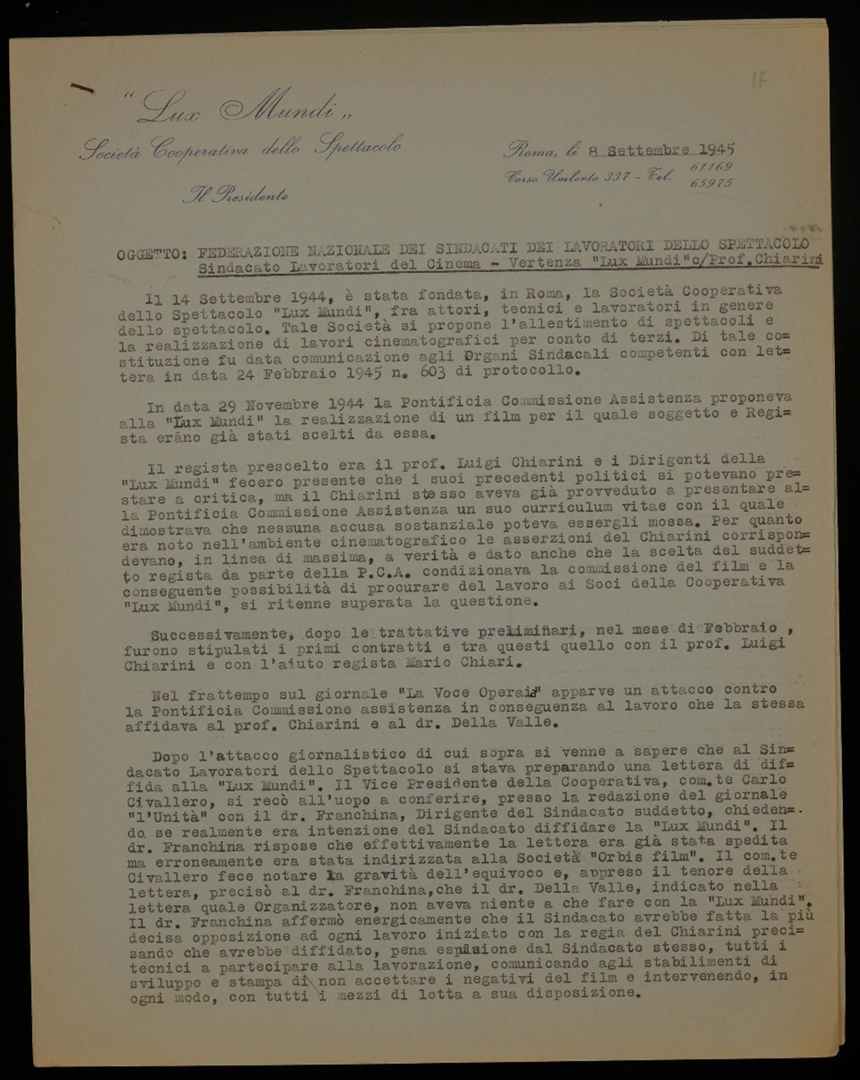 17
"Lux Mundi"
Società Cooperativa dello Spettacolo
Il Presidente
Roma, lì 8 Settembre 1945
Corso Umberto 337 - Tel. 61169
65975
OGGETTO: FEDERAZIONE NAZIONALE DEI SINDACATI DEI LAVORATORI DELLO SPETTACOLO
Sindacato Lavoratori del Cinema - Vertenza "Lux Mundi"c/Prof.Chiarini
Il 14 Settembre 1944, è stata fondata, in Roma, la Società Cooperativa
dello Spettacolo "Lux Mundi", fra attori, tecnici e lavoratori in genere
dello spettacolo. Tale Società si propone l'allestimento di spettacoli e
la realizzazione di lavori cinematografici per conto di terzi. Di tale co=
stituzione fu data comunicazione agli Organi Sindacali competenti con let=
tera in data 24 Febbraio 1945 n. 603 di protocollo.
In data 29 Novembre 1944 la Pontificia Commissione Assistenza proponeva
alla "Lux Mundi" la realizzazione di un film per il quale soggetto e Regi=
sta erano già stati scelti da essa.
Il regista prescelto era il prof. Luigi Chiarini e i Dirigenti della
"Lux Mundi" fecero presente che i suoi precedenti politici si potevano pre=
stare a critica, ma il Chiarini stesso aveva già provveduto a presentare al=
la Pontificia Commissione Assistenza un suo curriculum vitae con il quale
dimostrava che nessuna accusa sostanziale poteva essergli mossa. Per quanto
era noto nell'ambiente cinematografico le asserzioni del Chiarini corrispon=
devano, in linea di massima, a verità e dato anche che la scelta del suddet=
to regista da parte della P.C.A. condizionava la commissione del film e la
conseguente possibilità di procurare del lavoro ai Soci della Cooperativa
"Lux Mundi", si ritenne superata la questione.
Successivamente, dopo le trattative preliminari, nel mese di Febbraio ,
furono stipulati i primi contratti e tra questi quello con il prof. Luigi
Chiarini e con l'aiuto regista Mario Chiari.
Nel frattempo sul giornale "La Voce Operaia" apparve un attacco contro
la Pontificia Commissione assistenza in conseguenza al lavoro che la stessa
affidava al prof. Chiarini e al dr. Della Valle.
Dopo l'attacco giornalistico di cui sopra si venne a sapere che al Sin=
dacato Lavoratori dello Spettacolo si stava preparando una lettera di dif=
fida alla "Lux Mundi". Il Vice Presidente della Cooperativa, com.te Carlo
Civallero, si recò all'uopo a conferire, presso la redazione del giornale
"l'Unità" con il dr. Franchina, Dirigente del Sindacato suddetto, chieden=
do se realmente era intenzione del Sindacato diffidare la "Lux Mundi". Il
dr. Franchina rispose che effettivamente la lettera era già stata spedita
ma erroneamente era stata indirizzata alla Società "Orbis film". Il com.te
Civallero fece notare la gravità dell'equivoco e, appreso il tenore della
lettera, precisò al dr. Franchina,che il dr. Della Valle, indicato nella
lettera quale Organizzatore, non aveva niente a che fare con la "Lux Mundi".
Il dr. Franchina affermò energicamente che il Sindacato avrebbe fatta la più
decisa opposizione ad ogni lavoro iniziato con la regia del Chiarini preci=
sando che avrebbe diffidato, pena espulsione dal Sindacato stesso, tutti i
tecnici a partecipare alla lavorazione, comunicando agli stabilimenti di
sviluppo e stampa di non accettare i negativi del film e intervenendo, in
ogni modo, con tutti i mezzi di lotta a sua disposizione.